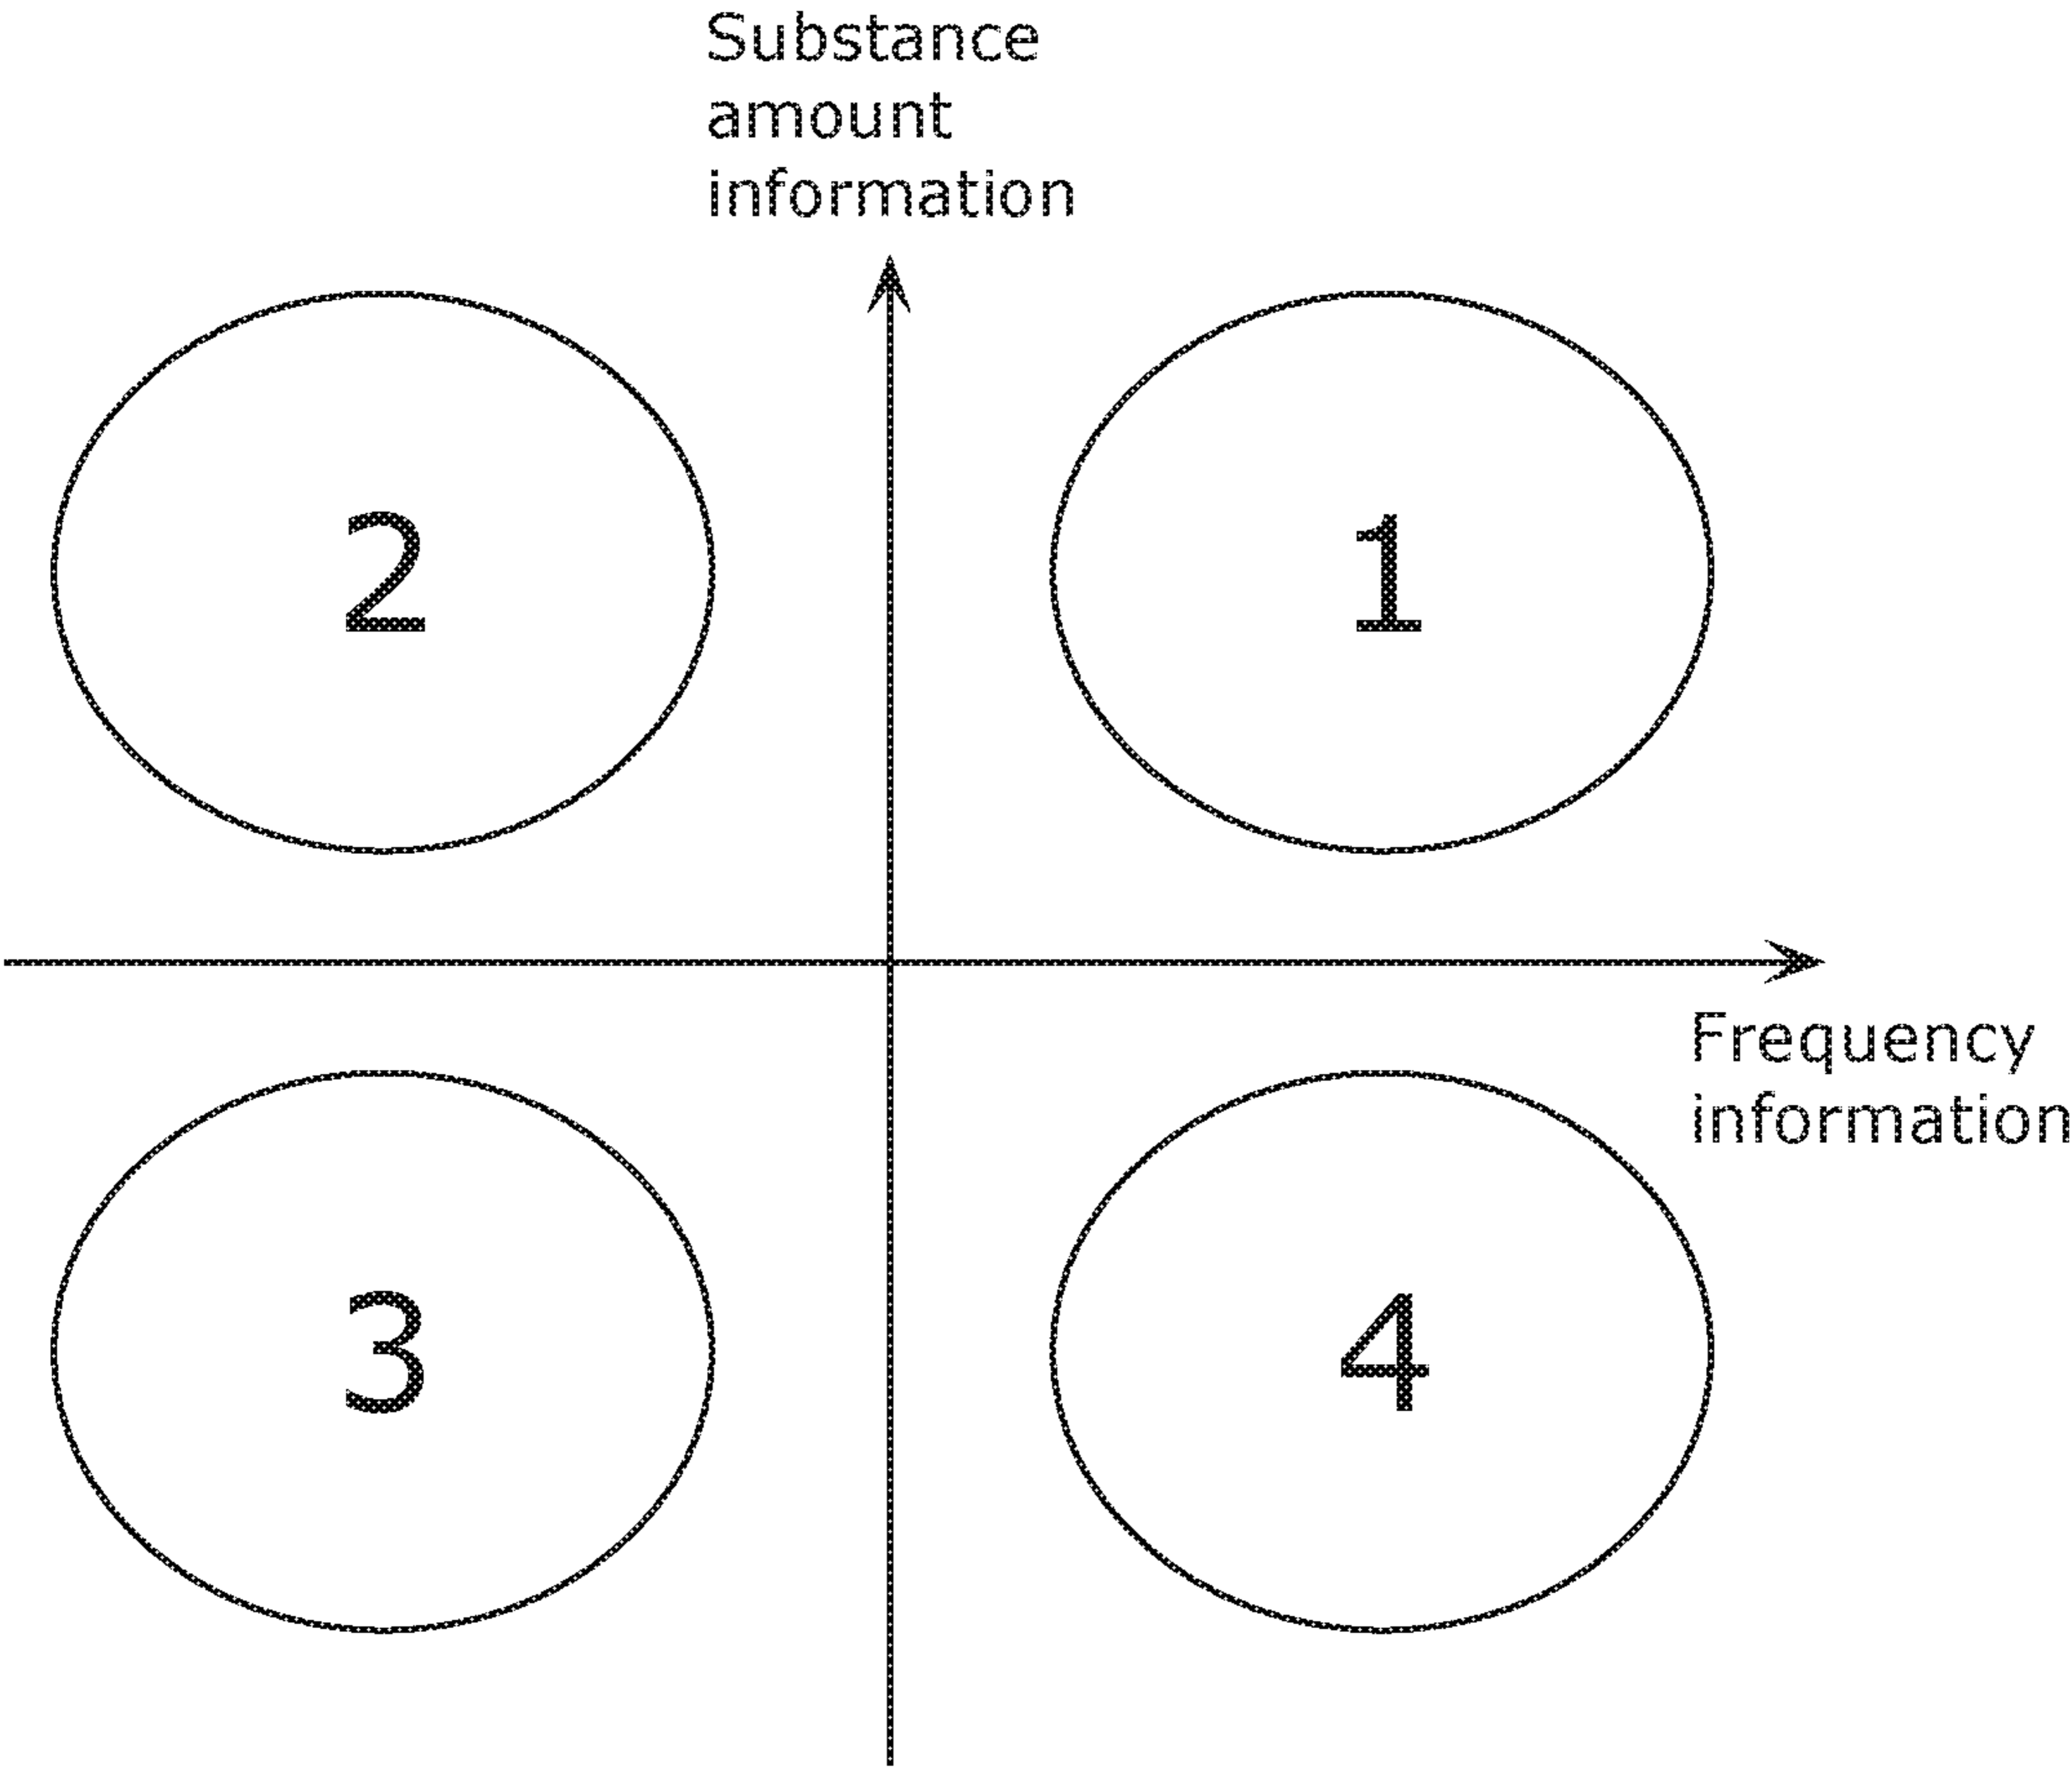 Substance
amount
information
2
1
Frequency
information
3
4